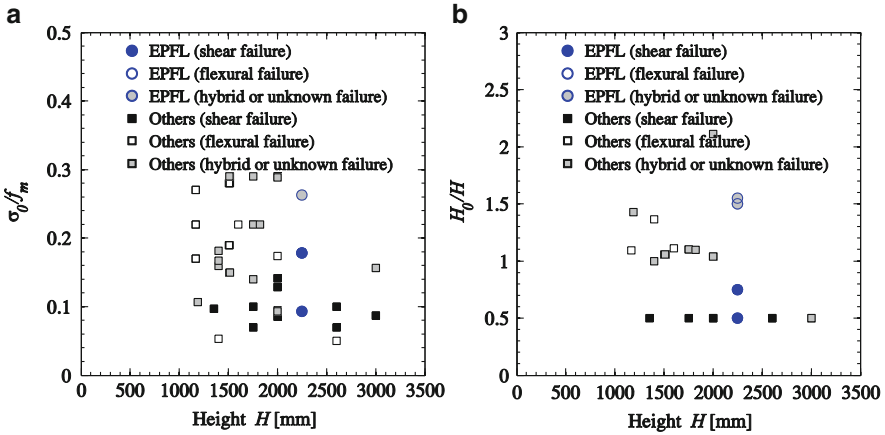 a
0.5
0.4
0.3
0.2
0.1
0
σ0/fm
EPFL (shear failure)
EPFL (flexural failure)
EPFL (hybrid or unknown failure)
Others (shear failure)
Others (flexural failure)
Others (hybrid or unknown failure)
0 500 1000 1500 2000 2500 3000 3500
Height H [mm]
b
3
2.5
2
1.5
1
0.5
0
H0/H
EPFL (shear failure)
EPFL (flexural failure)
EPFL (hybrid or unknown failure)
Others (shear failure)
Others (flexural failure)
Others (hybrid or unknown failure)
0 500 1000 1500 2000 2500 3000 3500
Height H [mm]